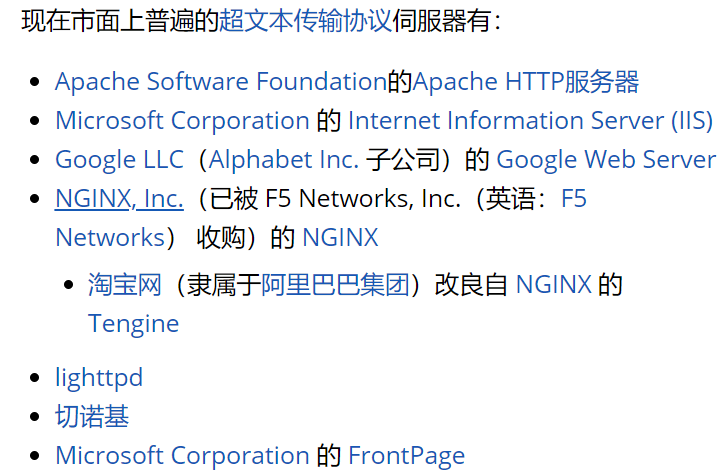 现在市面上普遍的超文本传输协议伺服器有：
Apache Software Foundation的Apache HTTP服务器
Microsoft Corporation 的 Internet Information Server (IIS)
Google LLC（Alphabet Inc. 子公司）的 Google Web Server
NGINX, Inc.（已被 F5 Networks, Inc.（英语：F5
Networks） 收购）的 NGINX
淘宝网（隶属于阿里巴巴集团）改良自 NGINX 的
Tengine
lighttpd
切诺基
Microsoft Corporation 的 FrontPage